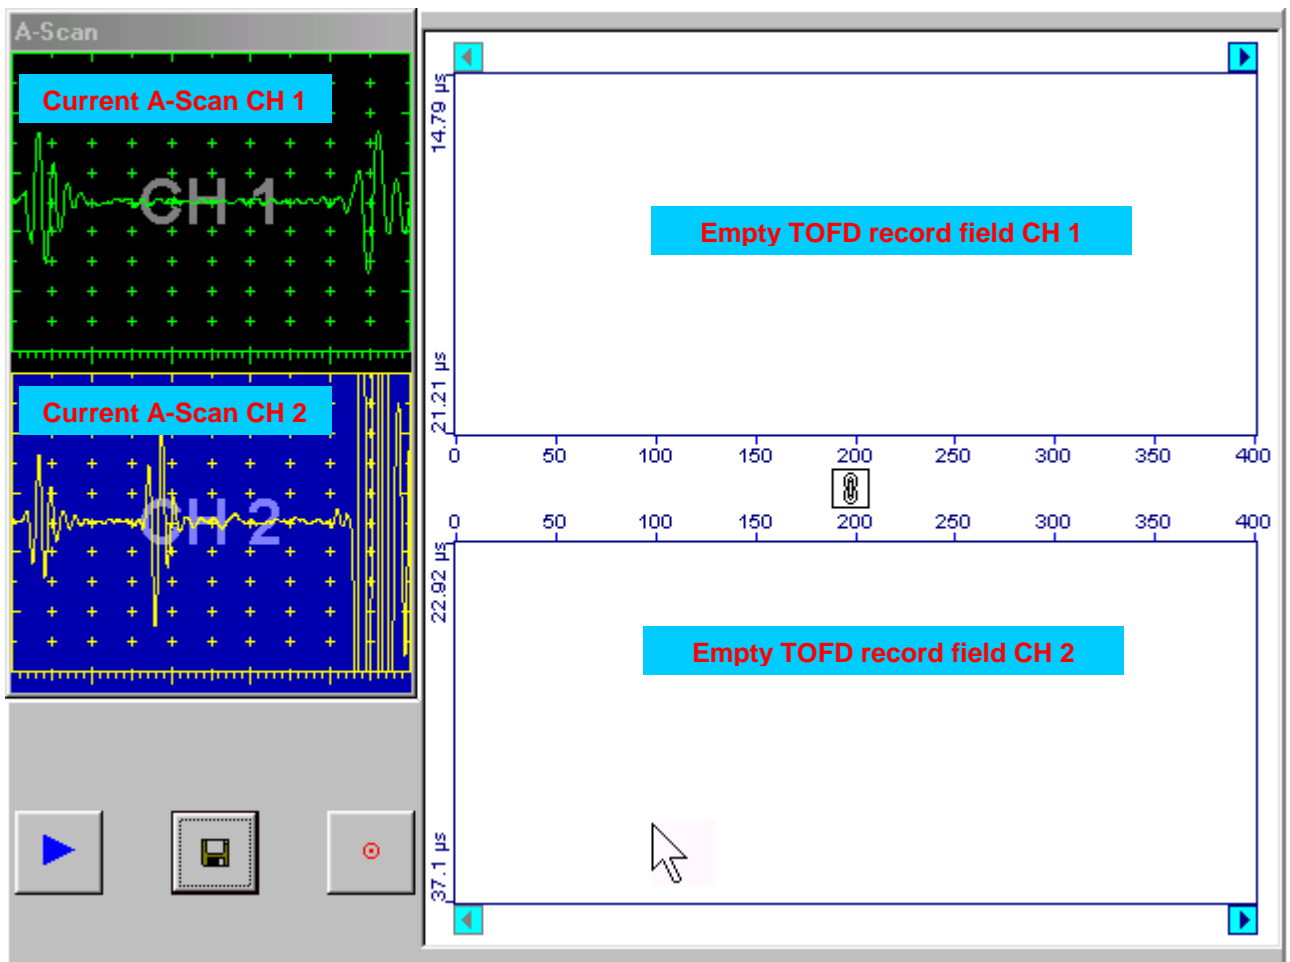 A-Scan
Current A-Scan CH 1
CH 1
Current A-Scan CH 2
CH 2
14.79 µs
Empty TOFD record field CH 1
21.21 µs
0 50 100 150 200 250 300 350 400
0 50 100 150 200 250 300 350 400
22.92 µs
Empty TOFD record field CH 2
37.1 µs